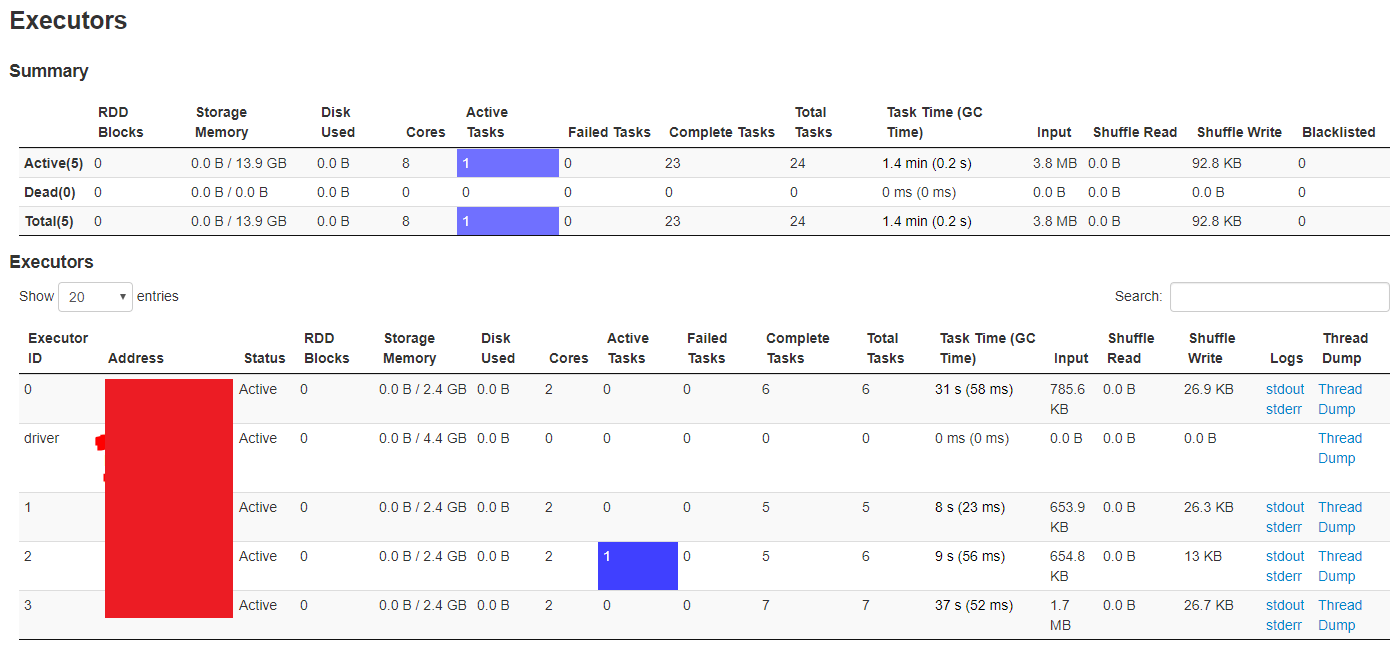 Executors
Summary
RDD Blocks Storage Memory Disk Used Cores Active Tasks Failed Tasks Complete Tasks Total Tasks Task Time (GC Time) Input Shuffle Read Shuffle Write Blacklisted
Active(5) 0 0.0 B / 13.9 GB 0.0 B 8 1 0 23 24 1.4 min (0.2 s) 3.8 MB 0.0 B 92.8 KB 0
Dead(0) 0 0.0 B / 0.0 B 0.0 B 0 0 0 0 0 0 ms (0 ms) 0.0 B 0.0 B 0.0 B 0
Total(5) 0 0.0 B / 13.9 GB 0.0 B 8 1 0 23 24 1.4 min (0.2 s) 3.8 MB 0.0 B 92.8 KB 0
Executors
Show 20 entries Search:
Executor ID Address Status RDD Blocks Storage Memory Disk Used Cores Active Tasks Failed Tasks Complete Tasks Total Tasks Task Time (GC Time) Input Shuffle Read Shuffle Write Logs Thread Dump
0 Active 0 0.0 B / 2.4 GB 0.0 B 2 0 0 6 6 31 s (58 ms) 785.6 KB 0.0 B 26.9 KB stdout stderr Thread Dump
driver Active 0 0.0 B / 4.4 GB 0.0 B 0 0 0 0 0 0 ms (0 ms) 0.0 B 0.0 B 0.0 B Thread Dump
1 Active 0 0.0 B / 2.4 GB 0.0 B 2 0 0 5 5 8 s (23 ms) 653.9 KB 0.0 B 26.3 KB stdout stderr Thread Dump
2 Active 0 0.0 B / 2.4 GB 0.0 B 2 1 0 5 6 9 s (56 ms) 654.8 KB 0.0 B 13 KB stdout stderr Thread Dump
3 Active 0 0.0 B / 2.4 GB 0.0 B 2 0 0 7 7 37 s (52 ms) 1.7 MB 0.0 B 26.7 KB stdout stderr Thread Dump